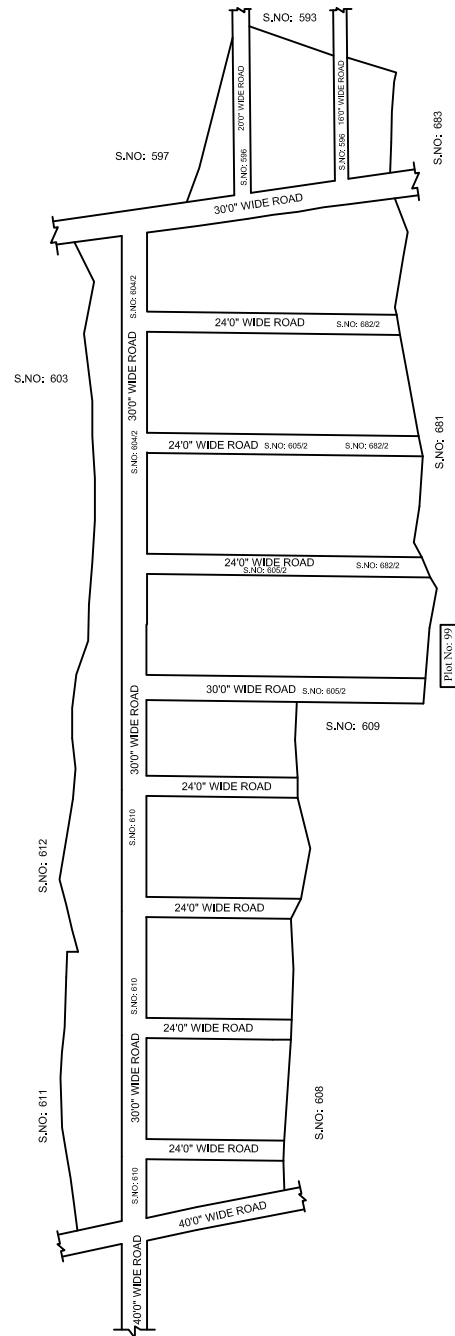 S.NO: 593
20'0" WIDE ROAD
S.NO: 596
16'0" WIDE ROAD
S.NO: 596
S.NO: 683
S.NO: 597
30'0" WIDE ROAD
S.NO: 604/2
24'0" WIDE ROAD
S.NO: 682/2
30'0" WIDE ROAD
S.NO: 603
S.NO: 604/2
24'0" WIDE ROAD
S.NO: 605/2
S.NO: 682/2
S.NO: 681
24'0" WIDE ROAD
S.NO: 605/2
S.NO: 682/2
Plot No: 99
30'0" WIDE ROAD
30'0" WIDE ROAD
S.NO: 605/2
S.NO: 609
24'0" WIDE ROAD
S.NO: 610
S.NO: 612
24'0" WIDE ROAD
S.NO: 610
24'0" WIDE ROAD
30'0" WIDE ROAD
S.NO: 611
S.NO: 608
24'0" WIDE ROAD
S.NO: 610
40'0" WIDE ROAD
40'0" WIDE ROAD